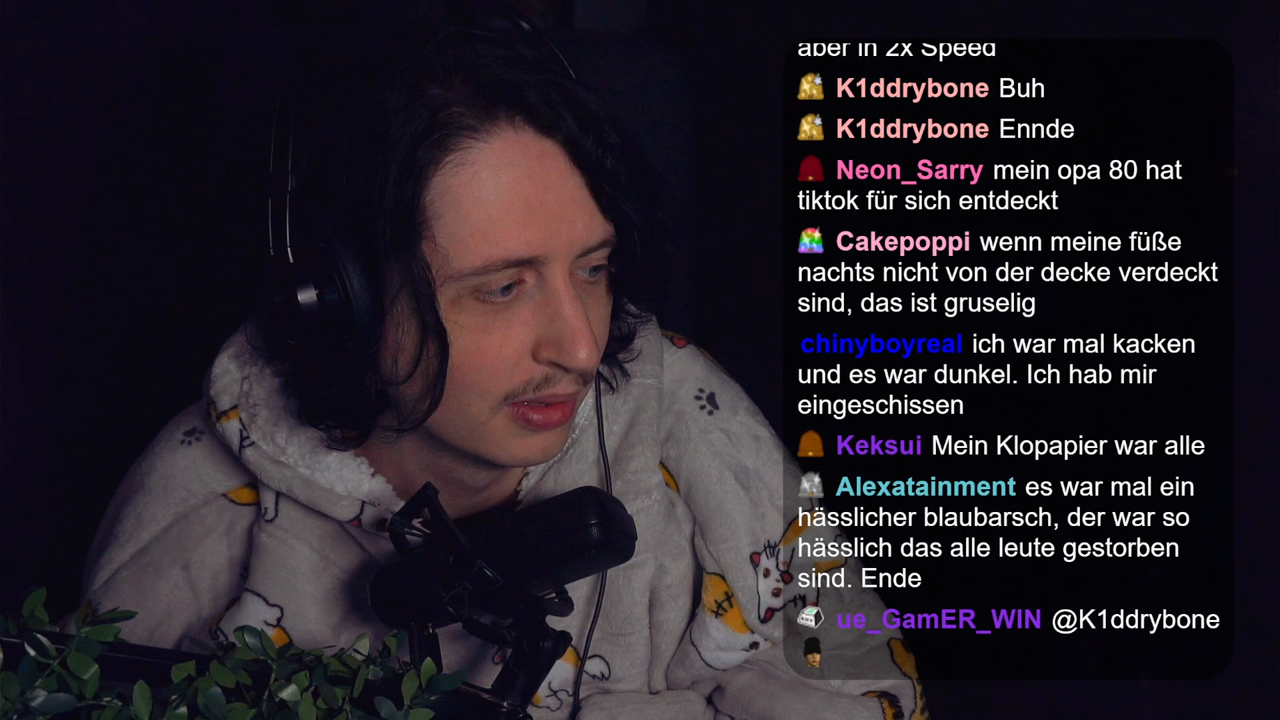 aber in 2x Speed
K1ddrybone Buh
K1ddrybone Ennde
Neon_Sarry mein opa 80 hat
tiktok für sich entdeckt
Cakepoppi wenn meine füße
nachts nicht von der decke verdeckt
sind, das ist gruselig
chinyboyreal ich war mal kacken
und es war dunkel. Ich hab mir
eingeschissen
Keksui Mein Klopapier war alle
Alexatainment es war mal ein
hässlicher blaubarsch, der war so
hässlich das alle leute gestorben
sind. Ende
ue_GamER_WIN @K1ddrybone